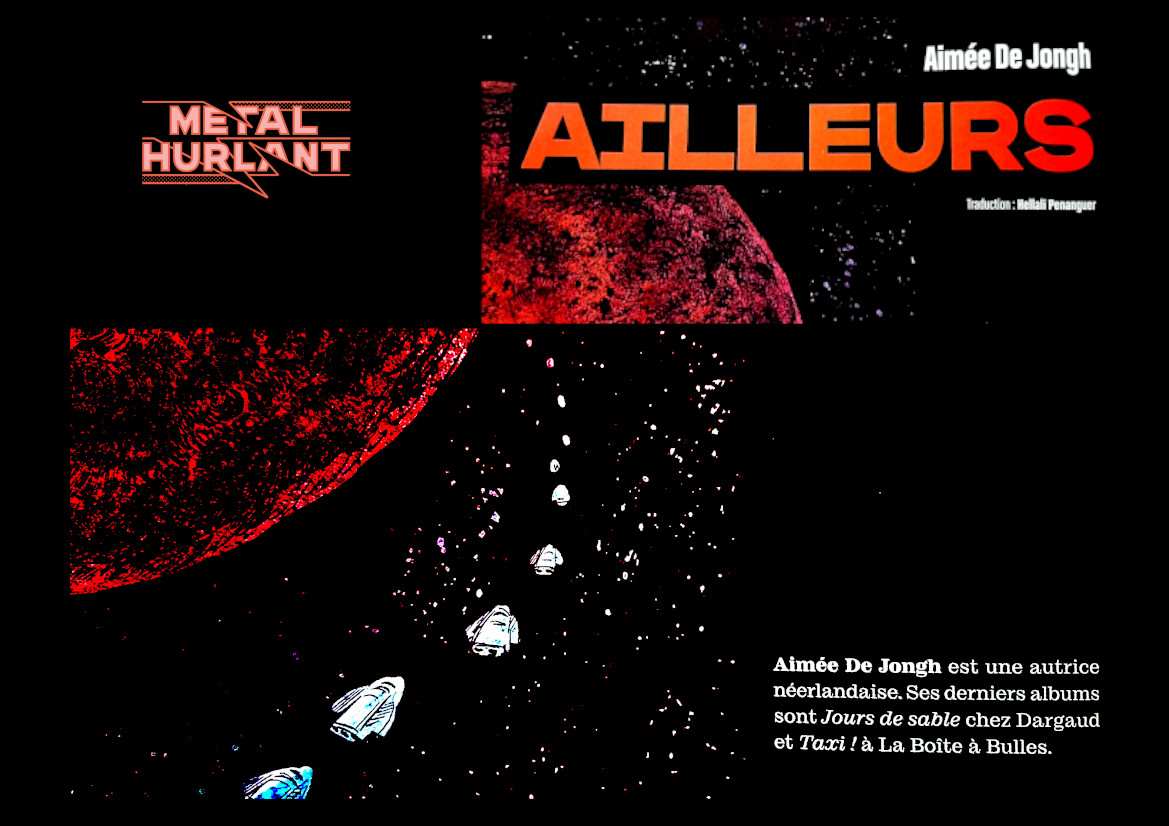 METAL
HURLANT
Aimée De Jongh
AILLEURS
Traduction : Hellali Penanguer
Aimée De Jongh est une autrice
néerlandaise. Ses derniers albums
sont Jours de sable chez Dargaud
et Taxi ! à La Boîte à Bulles.